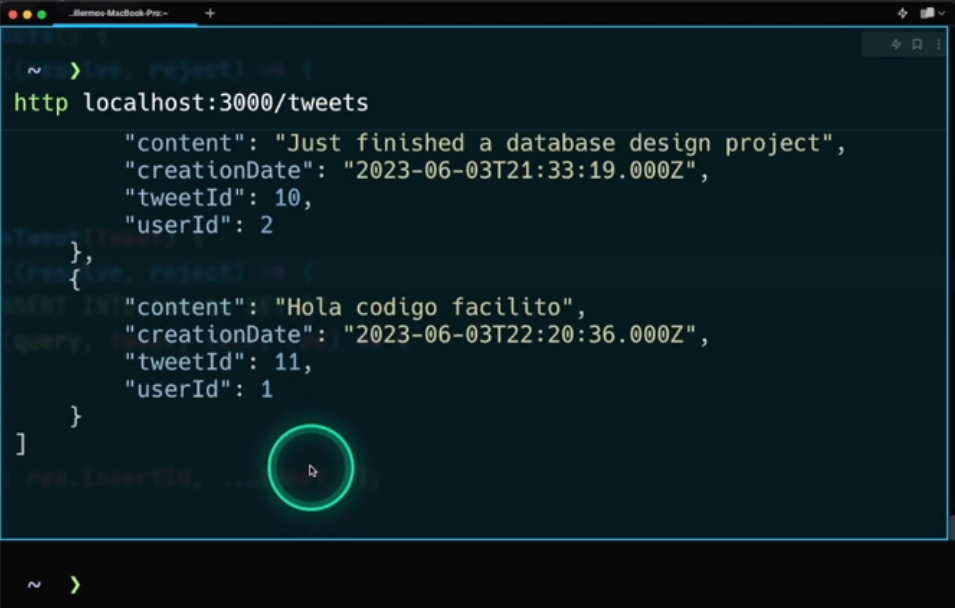 ...illermos-MacBook-Pro:~
~ ❯
http localhost:3000/tweets
"content": "Just finished a database design project",
"creationDate": "2023-06-03T21:33:19.000Z",
"tweetId": 10,
"userId": 2
},
{
"content": "Hola codigo facilito",
"creationDate": "2023-06-03T22:20:36.000Z",
"tweetId": 11,
"userId": 1
}
]
res.insertId, ...
~ ❯